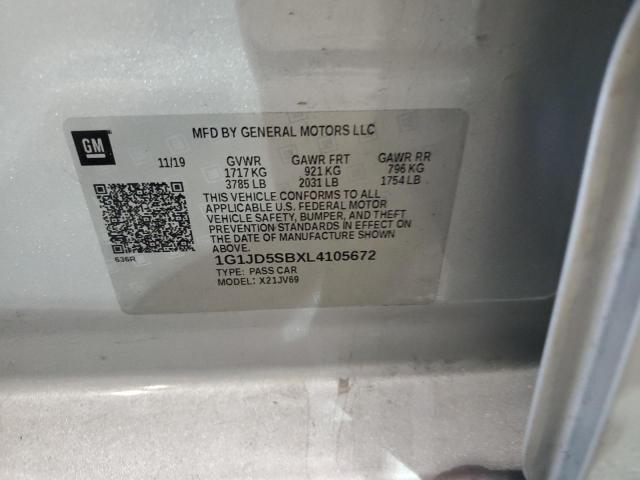 GM
MFD BY GENERAL MOTORS LLC
11/19 GVWR GAWR FRT GAWR RR
1717 KG 921 KG 796 KG
3785 LB 2031 LB 1754 LB
THIS VEHICLE CONFORMS TO ALL
APPLICABLE U.S. FEDERAL MOTOR
VEHICLE SAFETY, BUMPER, AND THEFT
PREVENTION STANDARDS IN EFFECT ON
THE DATE OF MANUFACTURE SHOWN
ABOVE.
636R
1G1JD5SBXL4105672
TYPE: PASS CAR
MODEL: X21JV69